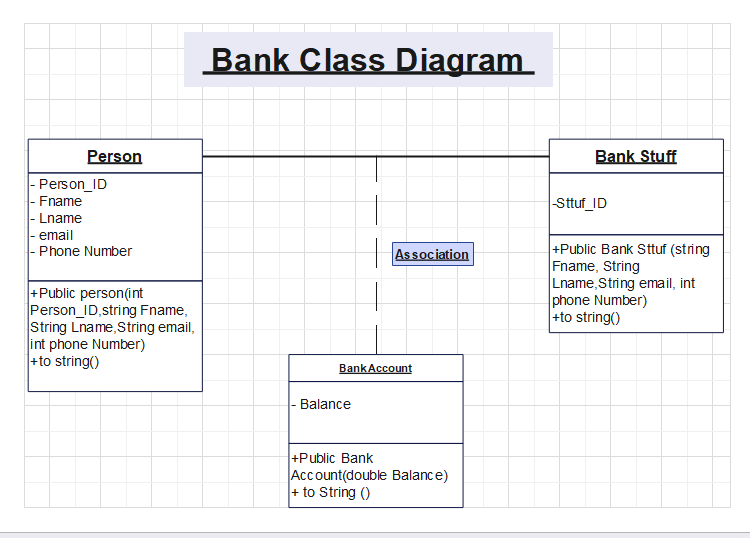 Bank Class Diagram
Person
- Person_ID
- Fname
- Lname
- email
- Phone Number
+Public person(int
Person_ID,string Fname,
String Lname,String email,
int phone Number)
+to string()
Association
Bank Stuff
-Sttuf_ID
+Public Bank Sttuf (string
Fname, String
Lname,String email, int
phone Number)
+to string()
BankAccount
- Balance
+Public Bank
Account(double Balance)
+ to String ()